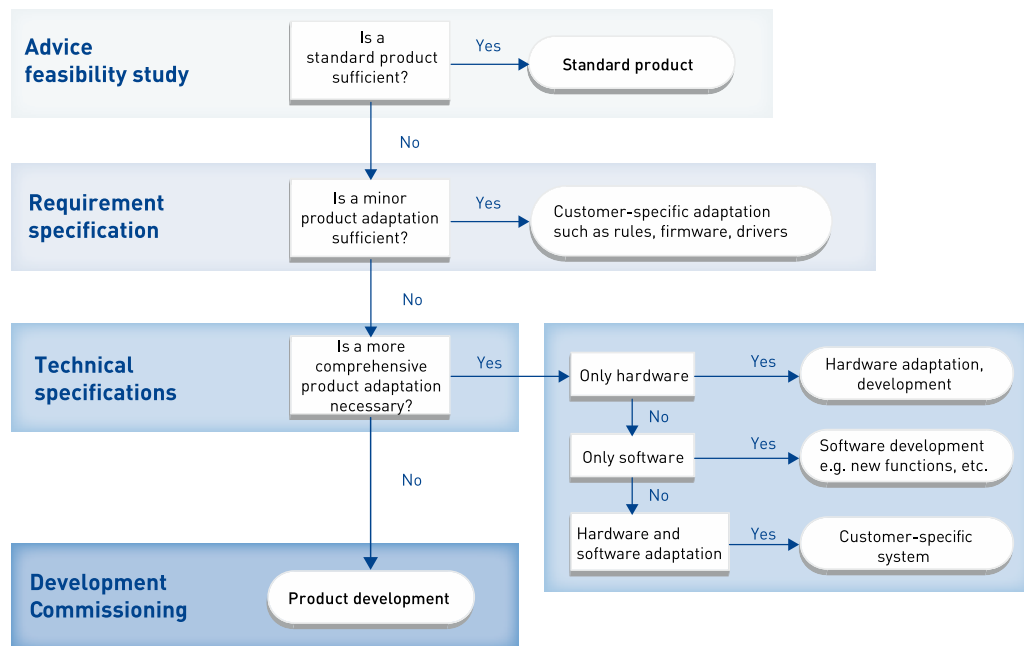 Advice
feasibility study
Is a
standard product
sufficient?
Yes
Standard product
No
Requirement
specification
Is a minor
product adaptation
sufficient?
Yes
Customer-specific adaptation
such as rules, firmware, drivers
No
Technical
specifications
Is a more
comprehensive
product adaptation
necessary?
Yes
Only hardware
Yes
Hardware adaptation,
development
No
Only software
Yes
Software development
e.g. new functions, etc.
No
Hardware and
software adaptation
Yes
Customer-specific
system
No
Development
Commissioning
Product development